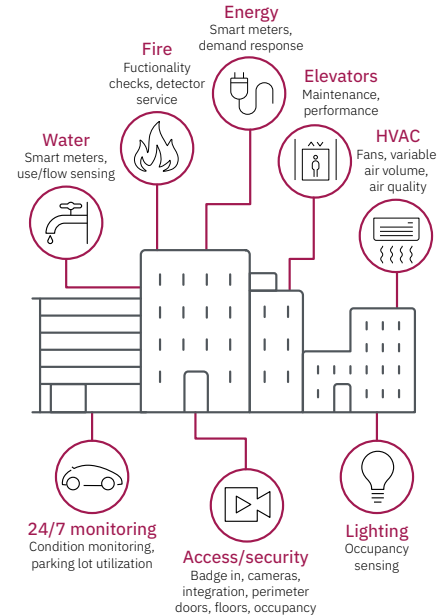 Energy
Smart meters,
demand response
Fire
Fuctionality
checks, detector
service
Elevators
Maintenance,
performance
Water
Smart meters,
use/flow sensing
HVAC
Fans, variable
air volume,
air quality
24/7 monitoring
Condition monitoring,
parking lot utilization
Access/security
Badge in, cameras,
integration, perimeter
doors, floors, occupancy
Lighting
Occupancy
sensing